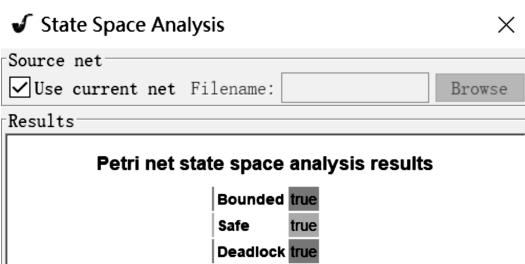 State Space Analysis
Source net
Use current net Filename: Browse
Results
Petri net state space analysis results
Bounded true
Safe true
Deadlock true